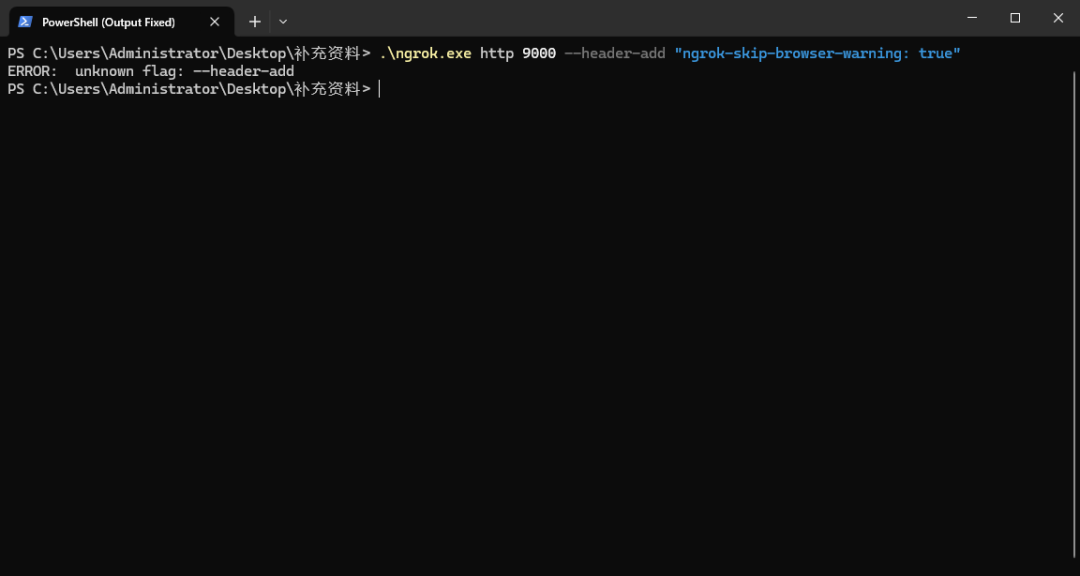 PowerShell (Output Fixed)
PS C:\Users\Administrator\Desktop\补充资料> .\ngrok.exe http 9000 --header-add "ngrok-skip-browser-warning: true"
ERROR:  unknown flag: --header-add
PS C:\Users\Administrator\Desktop\补充资料>